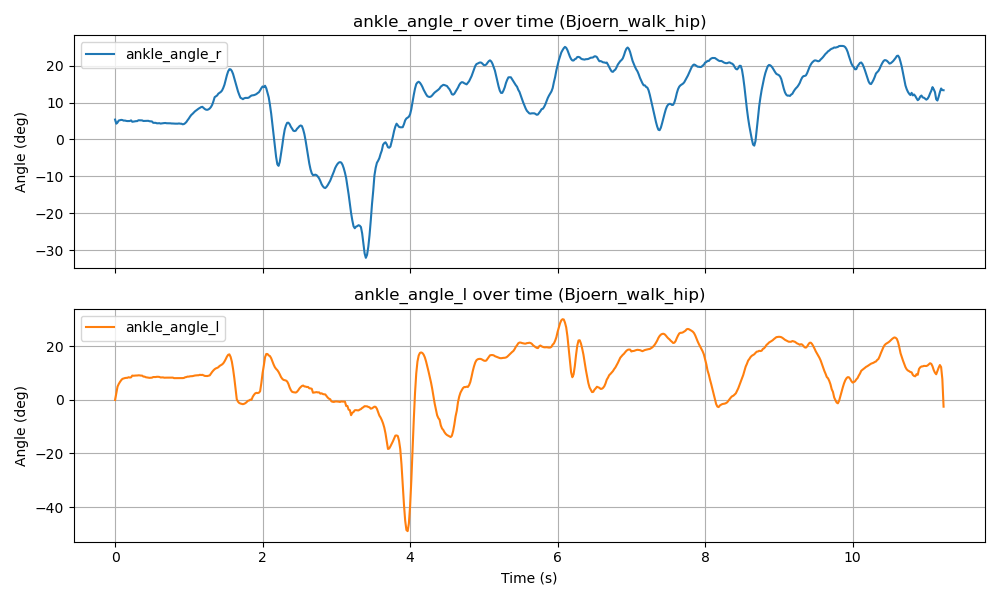 ankle_angle_r over time (Bjoern_walk_hip)
ankle_angle_r
Angle (deg)
20
10
0
−10
−20
−30
ankle_angle_l over time (Bjoern_walk_hip)
ankle_angle_l
Angle (deg)
20
0
−20
−40
0 2 4 6 8 10
Time (s)